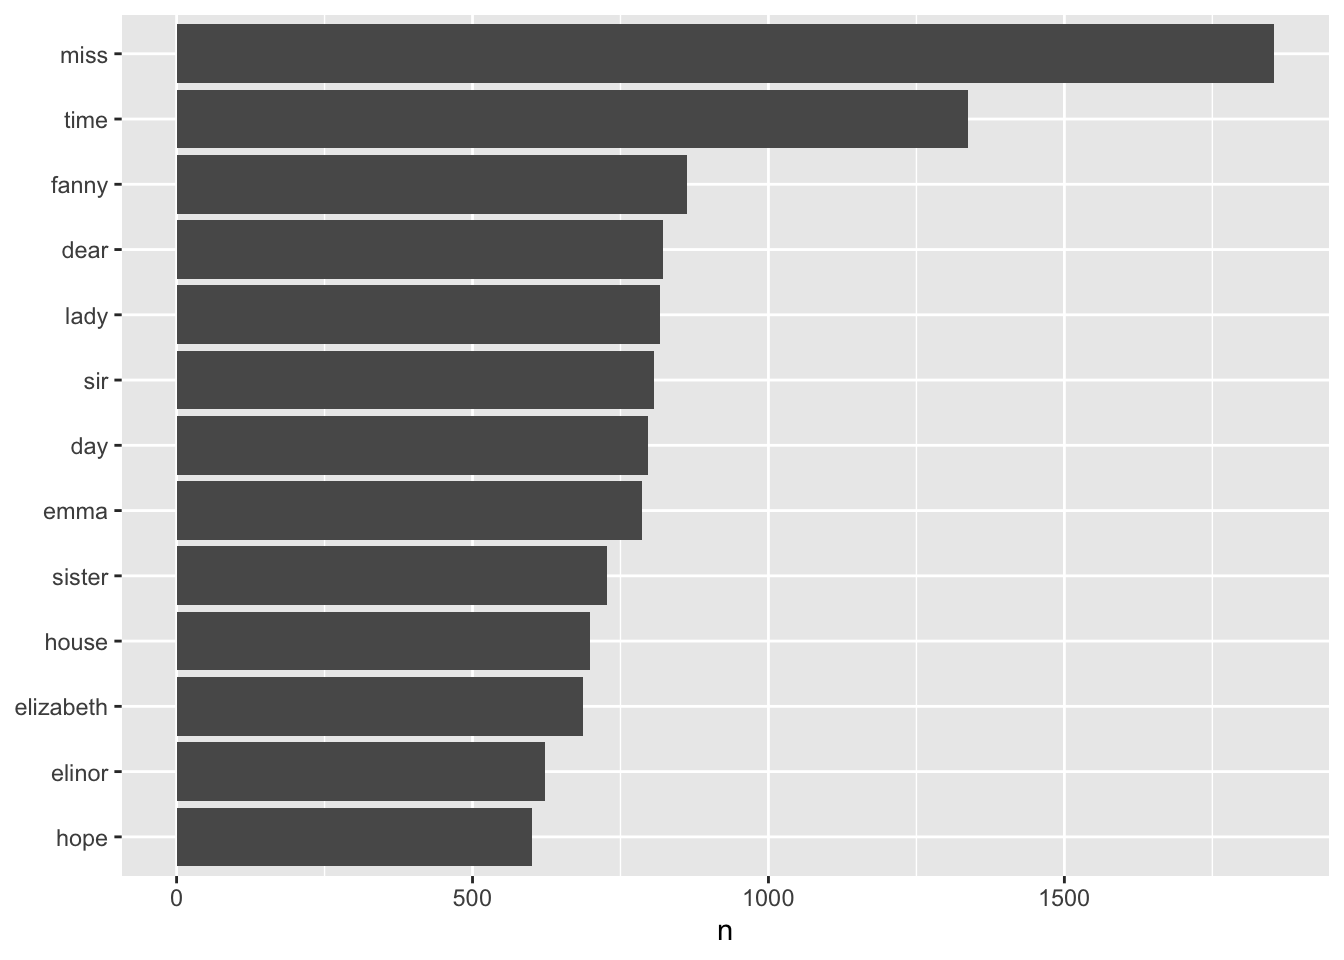 miss
time
fanny
dear
lady
sir
day
emma
sister
house
elizabeth
elinor
hope
0 500 1000 1500
n